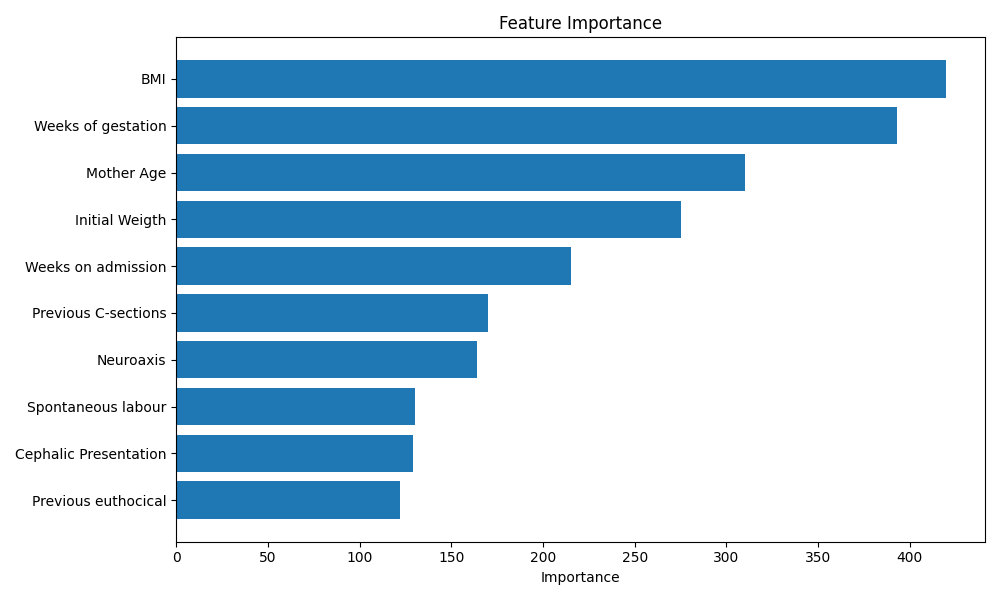 Feature Importance
BMI
Weeks of gestation
Mother Age
Initial Weigth
Weeks on admission
Previous C-sections
Neuroaxis
Spontaneous labour
Cephalic Presentation
Previous euthocical
0 50 100 150 200 250 300 350 400
Importance